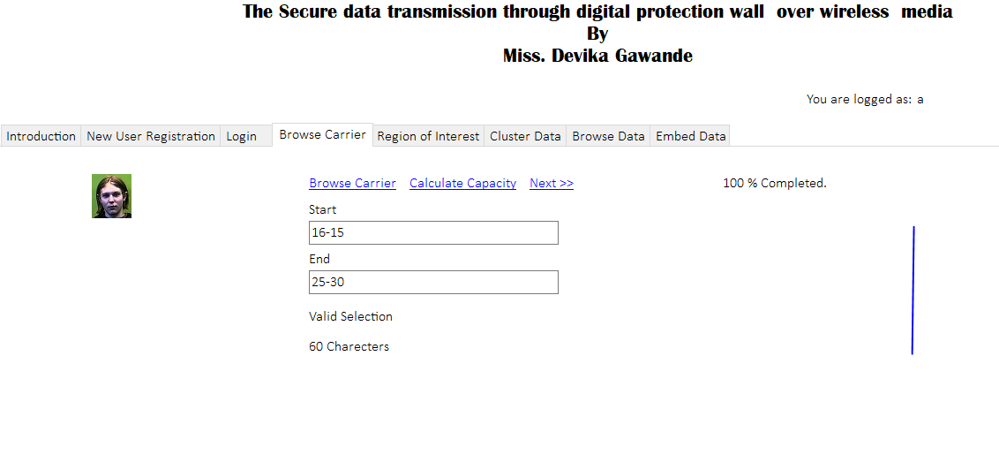 The Secure data transmission through digital protection wall over wireless media
By
Miss. Devika Gawande
You are logged as: a
Introduction New User Registration Login Browse Carrier Region of Interest Cluster Data Browse Data Embed Data
Browse Carrier Calculate Capacity Next >> 100 % Completed.
Start
16-15
End
25-30
Valid Selection
60 Charecters